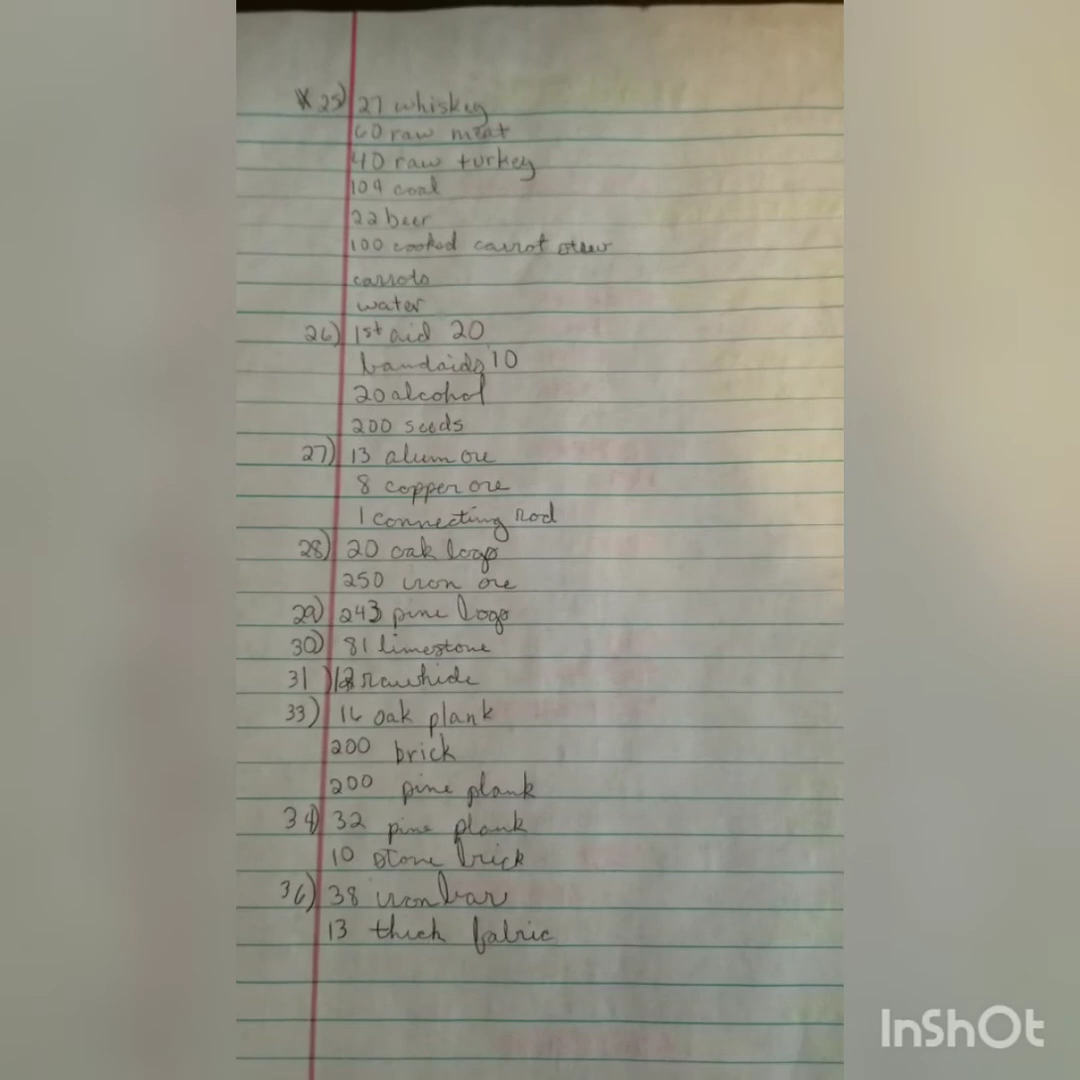 * 25) 27 whiskey
60 raw meat
40 raw turkey
104 coal
22 beer
100 cooked carrot stew
carrots
water
26) 1st aid 20
bandaids 10
20 alcohol
200 seeds
27) 13 alum ore
8 copper ore
1 connecting rod
28) 20 oak logs
250 iron ore
29) 243 pine logs
30) 81 limestone
31) rawhide
33) 16 oak plank
200 brick
200 pine plank
34) 32 pine plank
10 stone brick
36) 38 iron bar
13 thick fabric
InShOt